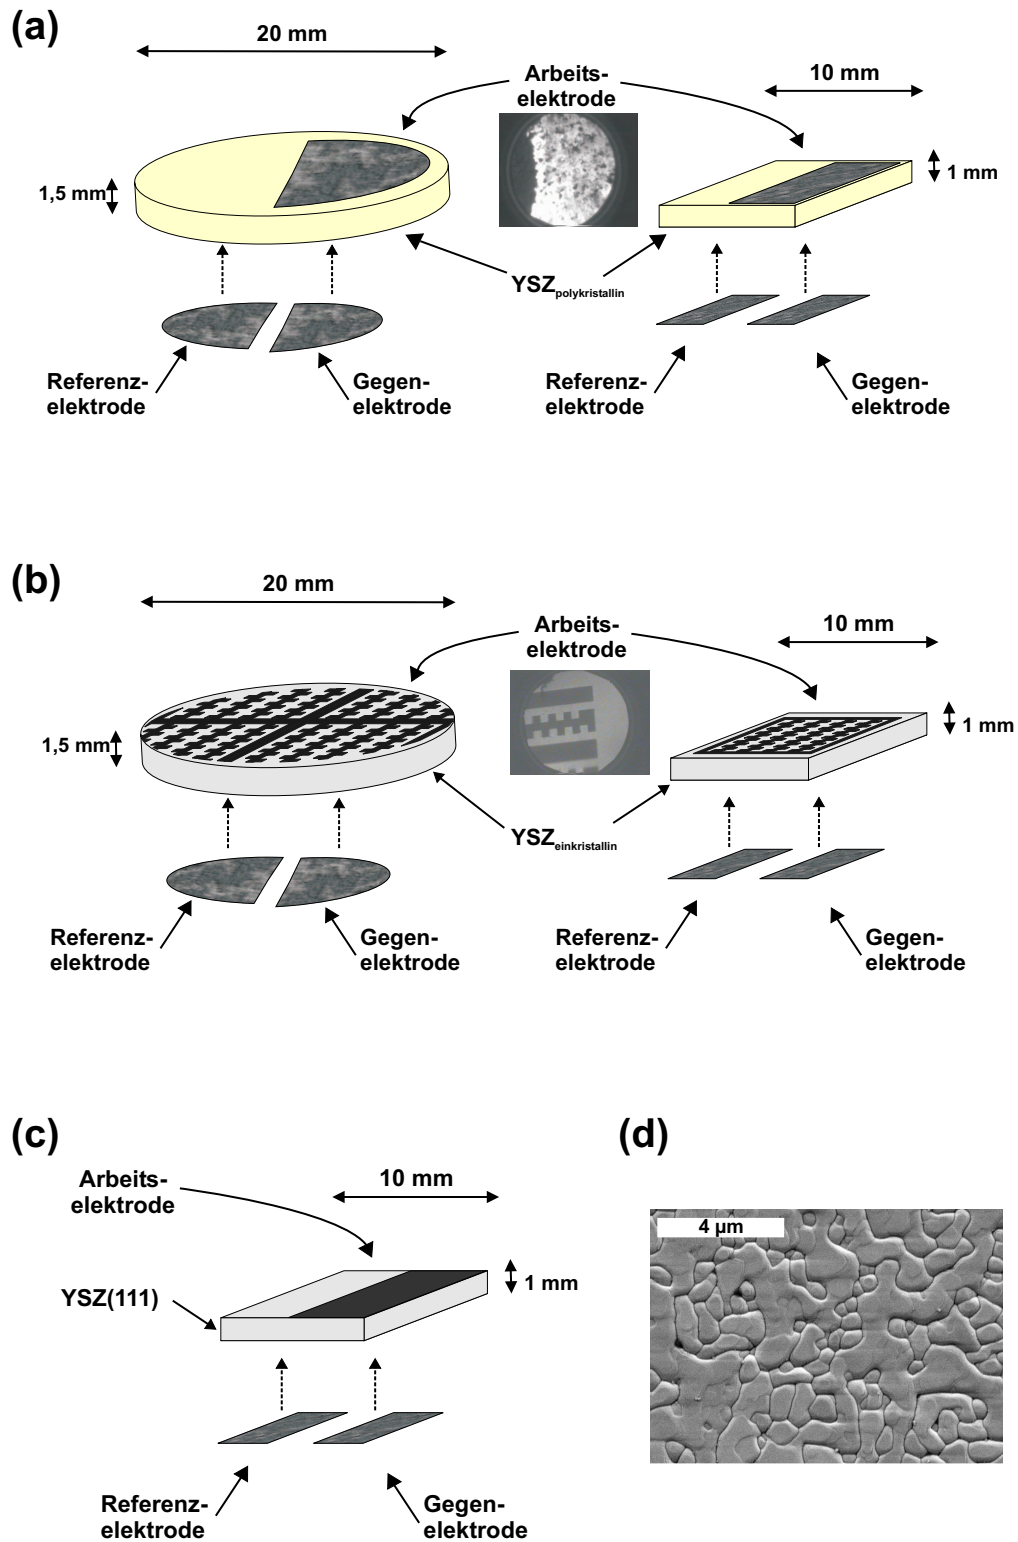 (a)
20 mm
Arbeits-
elektrode
10 mm
1,5 mm
1 mm
YSZpolykristallin
Referenz-
elektrode
Gegen-
elektrode
Referenz-
elektrode
Gegen-
elektrode
(b)
20 mm
Arbeits-
elektrode
10 mm
1,5 mm
1 mm
YSZeinkristallin
Referenz-
elektrode
Gegen-
elektrode
Referenz-
elektrode
Gegen-
elektrode
(c)
Arbeits-
elektrode
10 mm
1 mm
YSZ(111)
Referenz-
elektrode
Gegen-
elektrode
(d)
4 µm